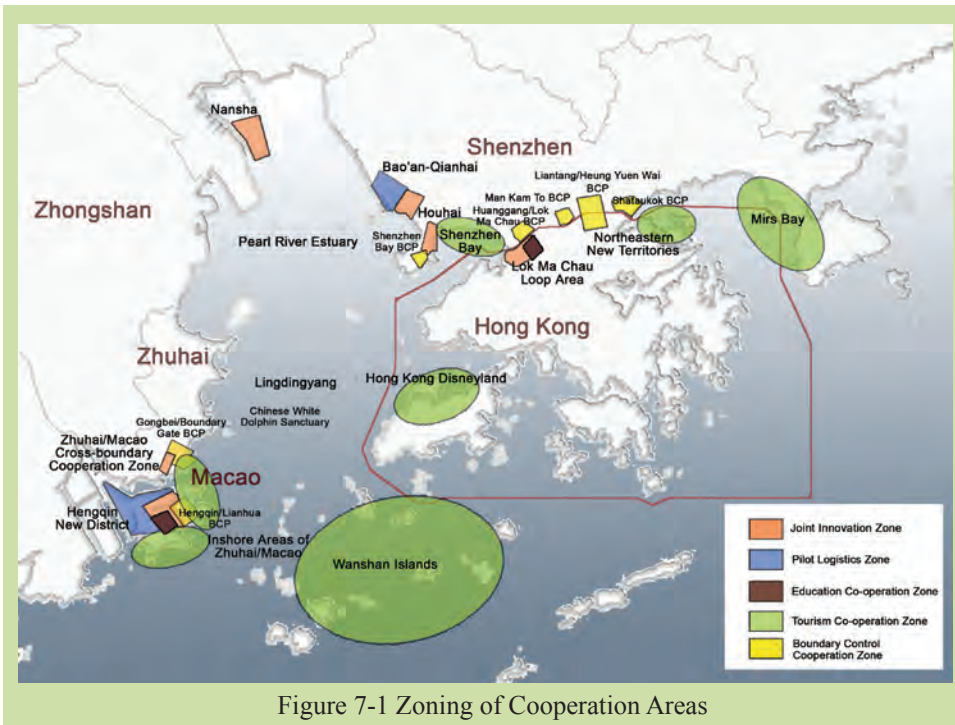 Nansha
Shenzhen
Bao'an-Qianhai
Liantang/Heung Yuen Wai
BCP
Man Kam To BCP
Shataukok BCP
Zhongshan
Houhai
Huanggang/Lok
Ma Chau BCP
Mirs Bay
Pearl River Estuary
Shenzhen
Bay BCP
Shenzhen
Bay
Northeastern
New Territories
Lok Ma Chau
Loop Area
Hong Kong
Zhuhai
Lingdingyang
Hong Kong Disneyland
Chinese White
Dolphin Sanctuary
Gongbei/Boundary
Gate BCP
Zhuhai/Macao
Cross-boundary
Cooperation Zone
Macao
Hengqin
New District
Hengqin/Lianhua
BCP
Inshore Areas of
Zhuhai/Macao
Wanshan Islands
Joint Innovation Zone
Pilot Logistics Zone
Education Co-operation Zone
Tourism Co-operation Zone
Boundary Control
Cooperation Zone
Figure 7-1 Zoning of Cooperation Areas